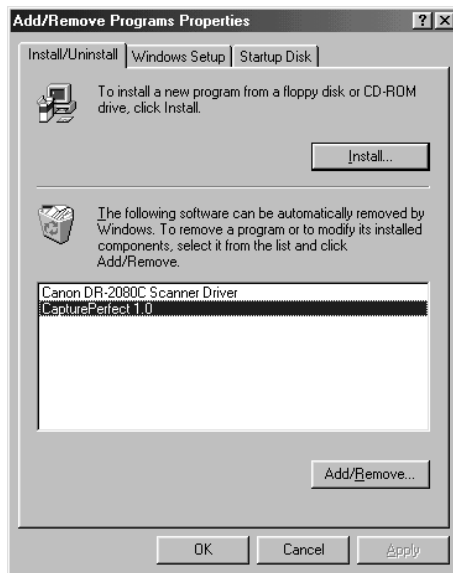 Add/Remove Programs Properties
Install/Uninstall Windows Setup Startup Disk
To install a new program from a floppy disk or CD-ROM
drive, click Install.
Install...
The following software can be automatically removed by
Windows. To remove a program or to modify its installed
components, select it from the list and click
Add/Remove.
Canon DR-2080C Scanner Driver
CapturePerfect 1.0
Add/Remove...
OK Cancel Apply